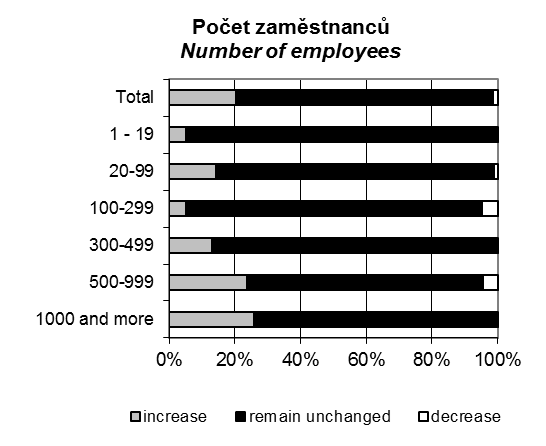 Počet zaměstnanců
Number of employees
Total
1 - 19
20-99
100-299
300-499
500-999
1000 and more
0% 20% 40% 60% 80% 100%
increase remain unchanged decrease